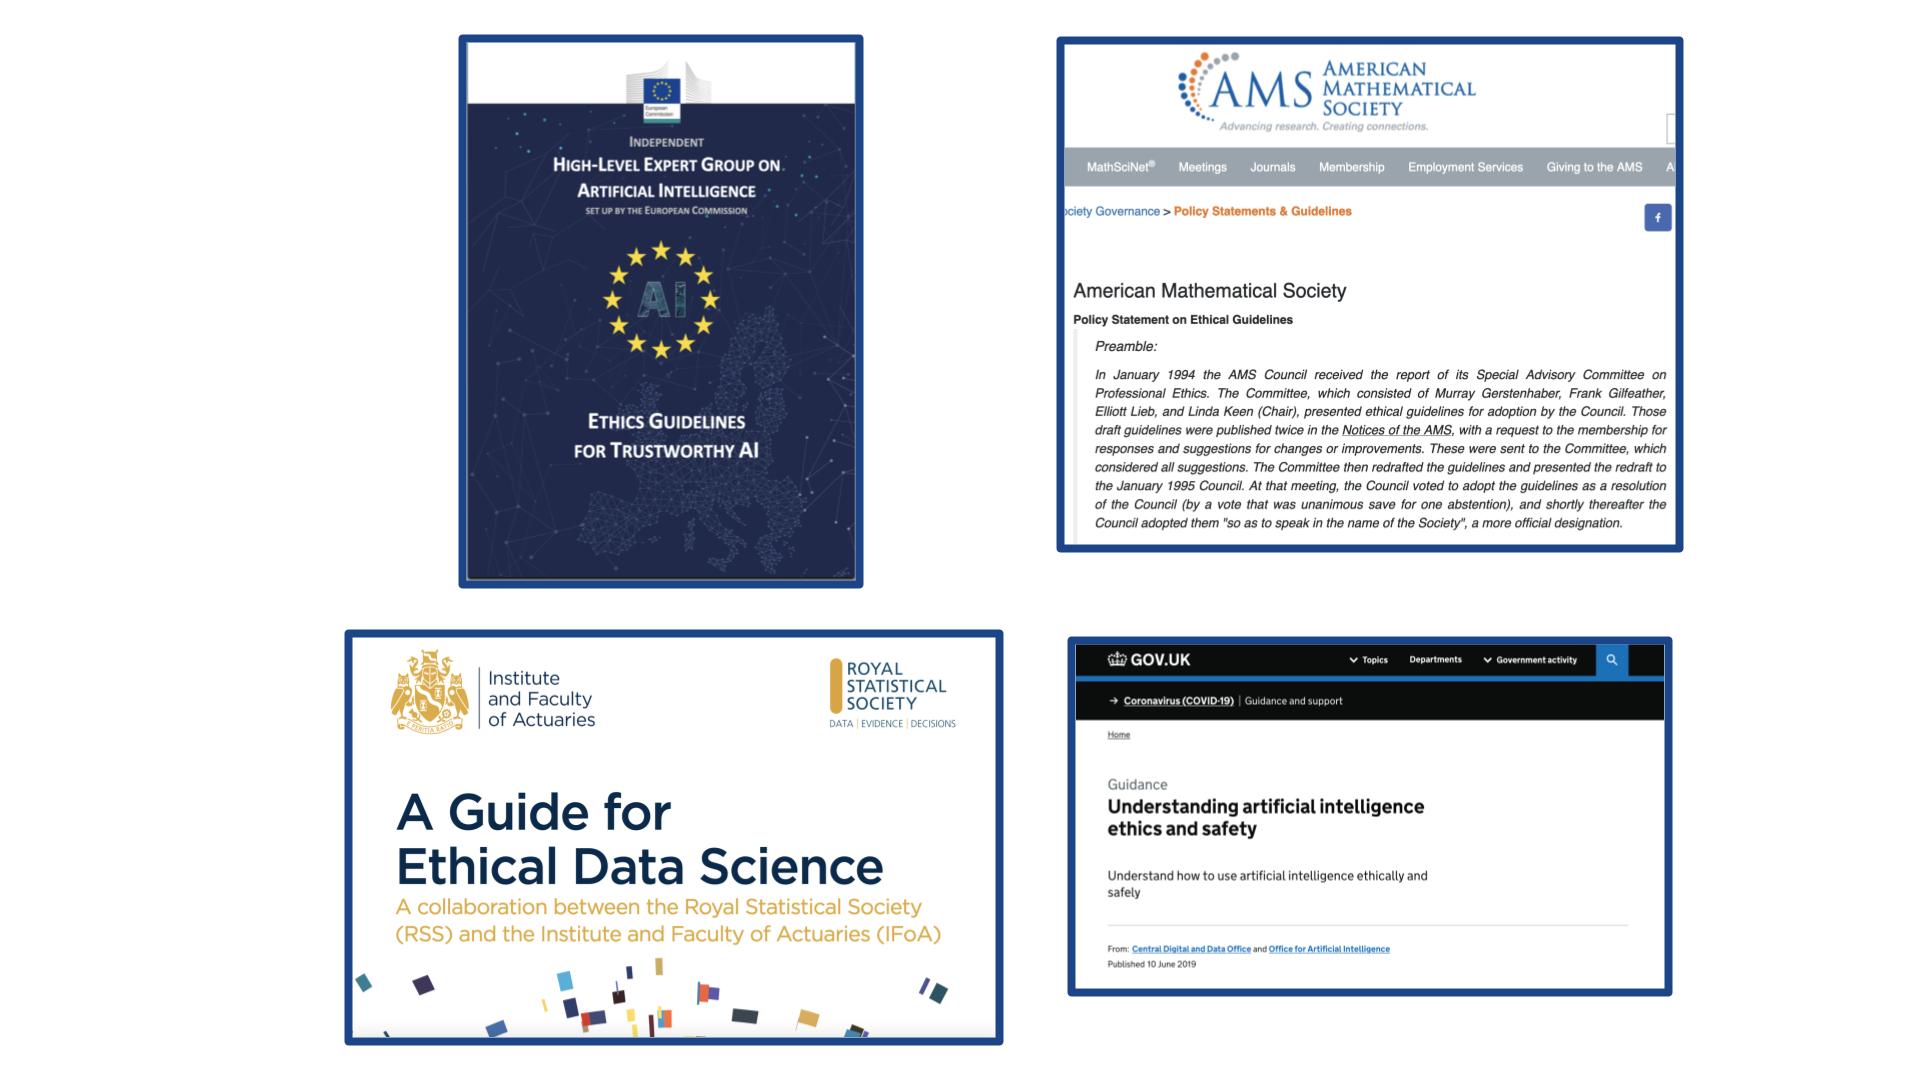 European
Commission
INDEPENDENT
HIGH-LEVEL EXPERT GROUP ON
ARTIFICIAL INTELLIGENCE
SET UP BY THE EUROPEAN COMMISSION
AI
ETHICS GUIDELINES
FOR TRUSTWORTHY AI
AMS AMERICAN
MATHEMATICAL
SOCIETY
Advancing research. Creating connections.
MathSciNet® Meetings Journals Membership Employment Services Giving to the AMS A
ociety Governance > Policy Statements & Guidelines
f
American Mathematical Society
Policy Statement on Ethical Guidelines
Preamble:
In January 1994 the AMS Council received the report of its Special Advisory Committee on
Professional Ethics. The Committee, which consisted of Murray Gerstenhaber, Frank Gilfeather,
Elliott Lieb, and Linda Keen (Chair), presented ethical guidelines for adoption by the Council. Those
draft guidelines were published twice in the Notices of the AMS, with a request to the membership for
responses and suggestions for changes or improvements. These were sent to the Committee, which
considered all suggestions. The Committee then redrafted the guidelines and presented the redraft to
the January 1995 Council. At that meeting, the Council voted to adopt the guidelines as a resolution
of the Council (by a vote that was unanimous save for one abstention), and shortly thereafter the
Council adopted them "so as to speak in the name of the Society", a more official designation.
Institute
and Faculty
of Actuaries
ROYAL
STATISTICAL
SOCIETY
DATA | EVIDENCE | DECISIONS
A Guide for
Ethical Data Science
A collaboration between the Royal Statistical Society
(RSS) and the Institute and Faculty of Actuaries (IFoA)
GOV.UK Topics Departments Government activity
→ Coronavirus (COVID-19) | Guidance and support
Home
Guidance
Understanding artificial intelligence
ethics and safety
Understand how to use artificial intelligence ethically and
safely
From: Central Digital and Data Office and Office for Artificial Intelligence
Published 10 June 2019